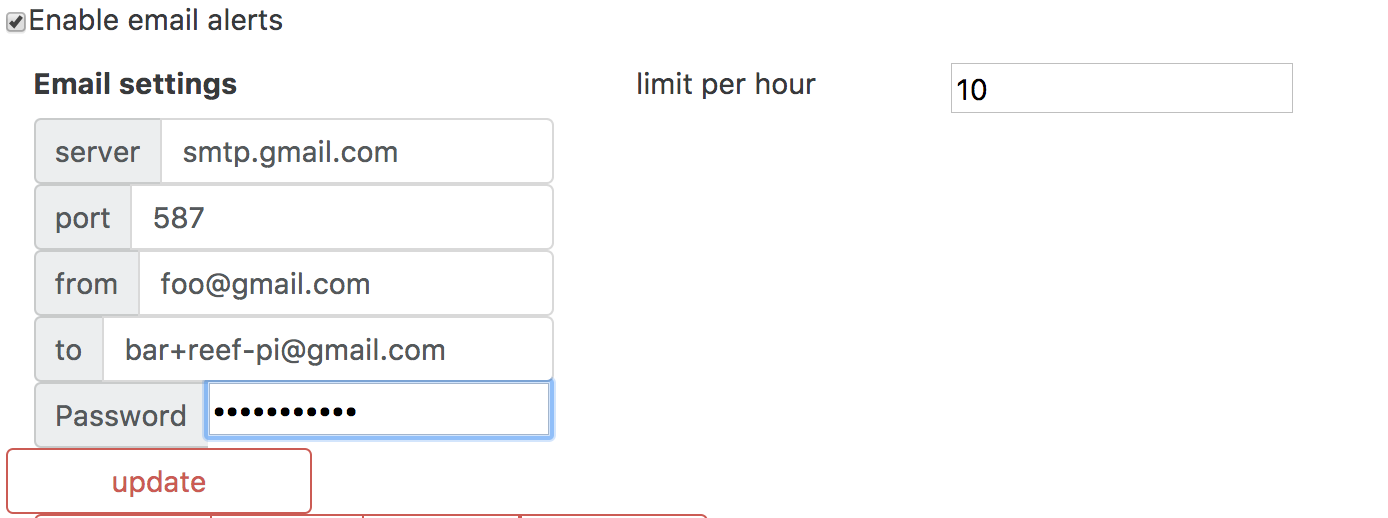 Enable email alerts
Email settings
limit per hour
10
server smtp.gmail.com
port 587
from foo@gmail.com
to bar+reef-pi@gmail.com
Password •••••••••••
update